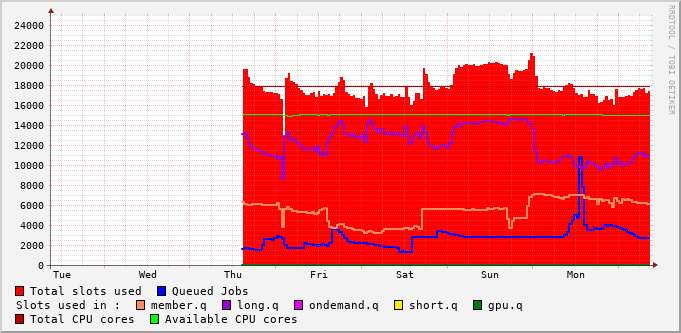 24000
22000
20000
18000
16000
14000
12000
10000
8000
6000
4000
2000
0
Tue Wed Thu Fri Sat Sun Mon
RRDTOOL / TOBI OETIKER
Total slots used Queued Jobs
Slots used in : member.q long.q ondemand.q short.q gpu.q
Total CPU cores Available CPU cores